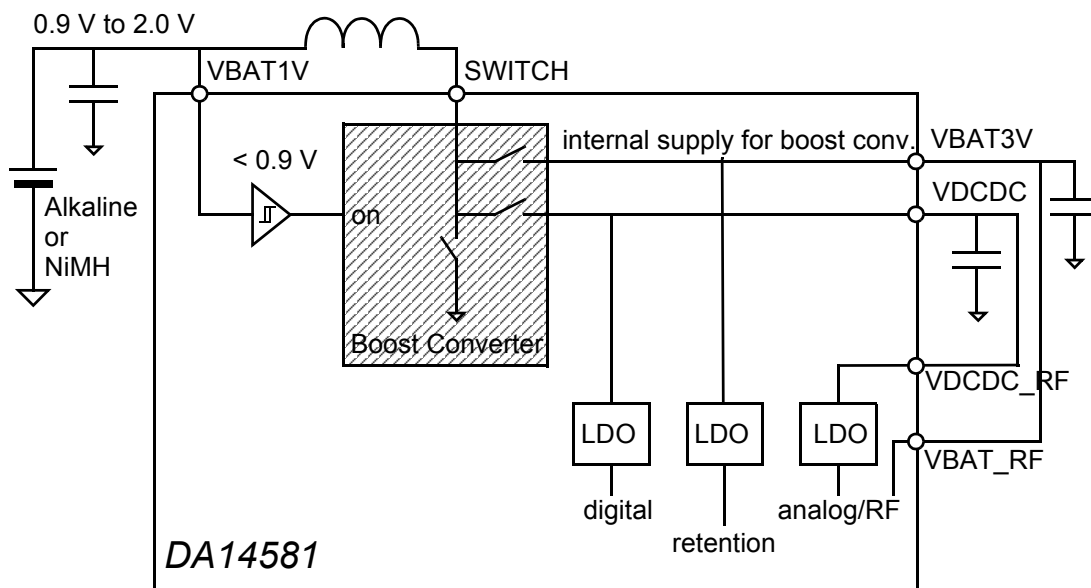 0.9 V to 2.0 V
VBAT1V
SWITCH
internal supply for boost conv.
VBAT3V
< 0.9 V
VDCDC
Alkaline
or
NiMH
on
Boost Converter
VDCDC_RF
LDO
LDO
LDO
VBAT_RF
digital
analog/RF
retention
DA14581